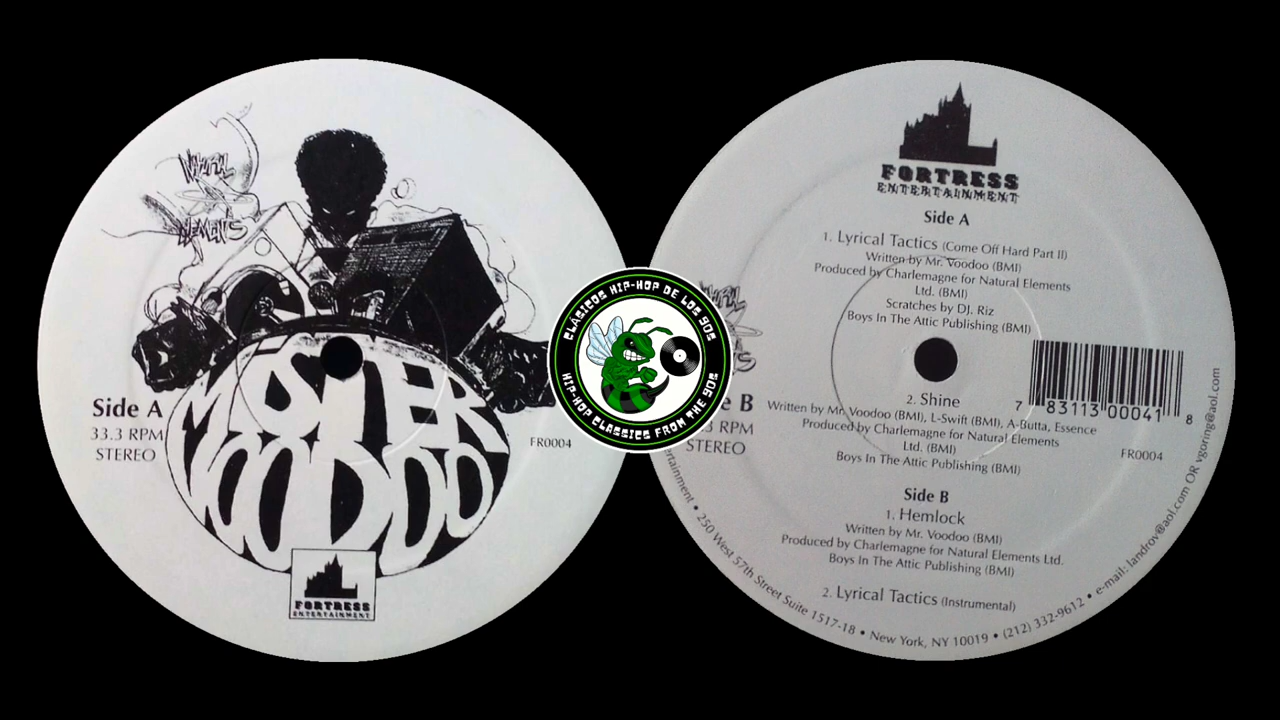 NATURAL
ELEMENTS
MISTER
VOODOO
Side A
33.3 RPM
STEREO
FR0004
FORTRESS
ENTERTAINMENT
CLÁSICOS HIP-HOP DE LOS 90S
HIP-HOP CLASSICS FROM THE 90S
FORTRESS
ENTERTAINMENT
Side A
1. Lyrical Tactics (Come Off Hard Part II)
Written by Mr. Voodoo (BMI)
Produced by Charlemagne for Natural Elements
Ltd. (BMI)
Scratches by DJ. Riz
Boys In The Attic Publishing (BMI)
2. Shine
Written by Mr. Voodoo (BMI), L-Swift (BMI), A-Butta, Essence
Produced by Charlemagne for Natural Elements
Ltd. (BMI)
Boys In The Attic Publishing (BMI)
7 83113 00041 8
B
RPM
STEREO
FR0004
Side B
1. Hemlock
Written by Mr. Voodoo (BMI)
Produced by Charlemagne for Natural Elements Ltd.
Boys In The Attic Publishing (BMI)
2. Lyrical Tactics (Instrumental)
• 250 West 57th Street Suite 1517-18 • New York, NY 10019 • (212) 332-9612 • e-mail: landrov@aol.com OR vgoring@aol.com